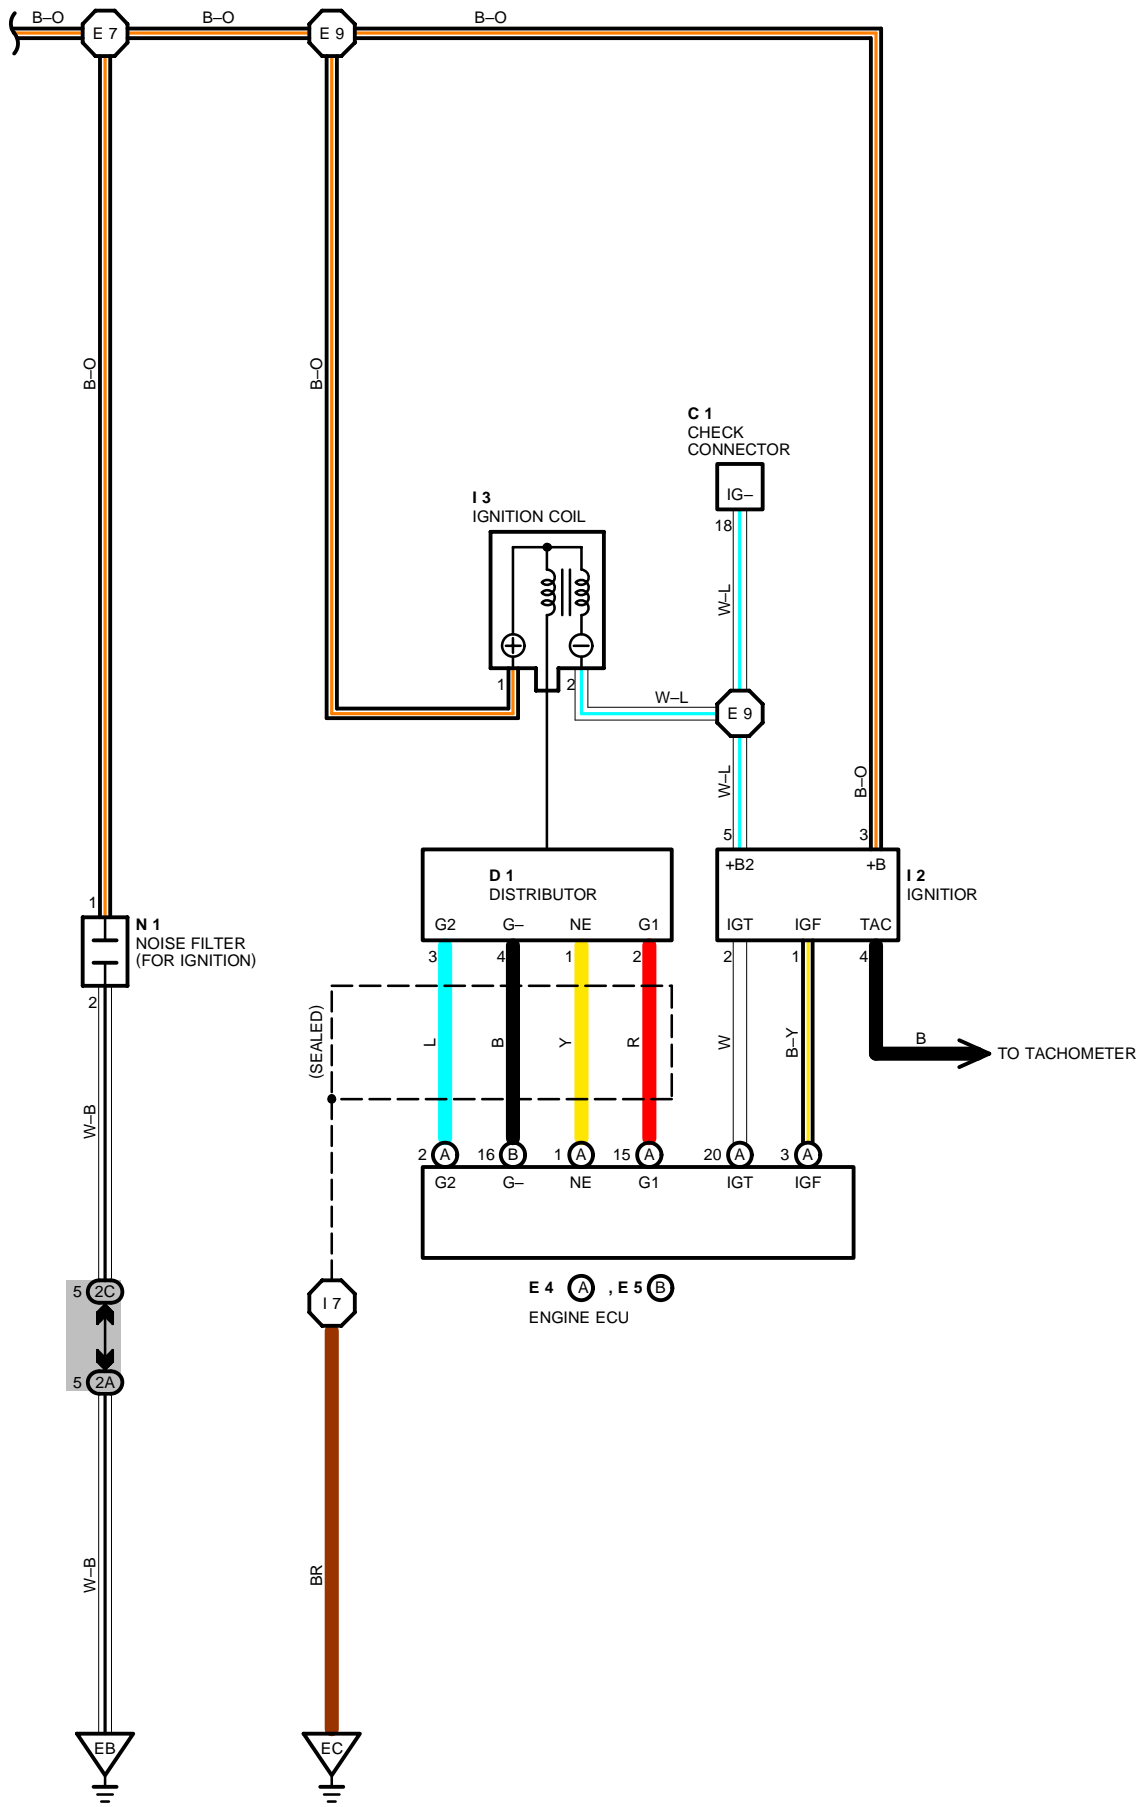 B–O B–O B–O
E 7 E 9
B–O B–O
C 1
CHECK
CONNECTOR
IG–
18
I 3
IGNITION COIL
W–L
1 2
W–L
E 9
W–L B–O
5 3
+B2 +B
I 2
IGNITIOR
IGT IGF TAC
2 1 4
D 1
DISTRIBUTOR
G2 G– NE G1
3 4 1 2
1
N 1
NOISE FILTER
(FOR IGNITION)
2
(SEALED)
L B Y R W B–Y
B
TO TACHOMETER
W–B
2 A 16 B 1 A 15 A 20 A 3 A
G2 G– NE G1 IGT IGF
E 4 A , E 5 B
ENGINE ECU
5 2C
I 7
5 2A
W–B BR
EB EC